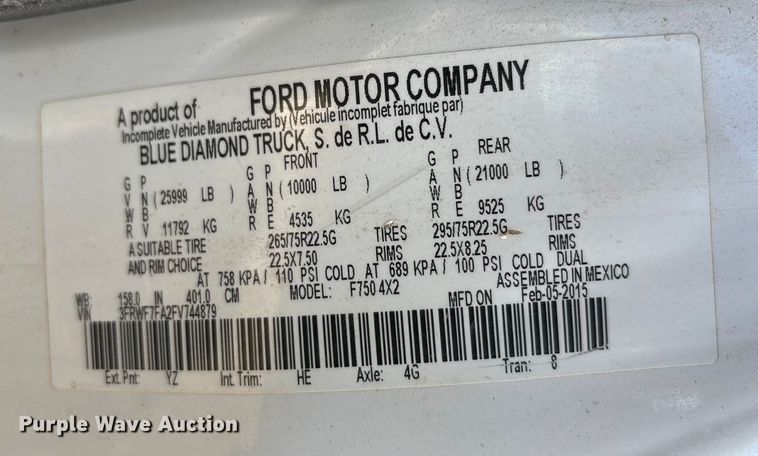 A product of FORD MOTOR COMPANY
Incomplete Vehicle Manufactured by (Vehicule incomplet fabrique par)
BLUE DIAMOND TRUCK, S. de R.L. de C.V.
FRONT REAR
G P G P G P
V N (25999 LB) A N (10000 LB) A N (21000 LB)
W B W B W B
R V 11792 KG R E 4535 KG R E 9525 KG
A SUITABLE TIRE 265/75R22.5G TIRES 295/75R22.5G TIRES
AND RIM CHOICE 22.5X7.50 RIMS 22.5X8.25 RIMS
AT 758 KPA/ 110 PSI COLD AT 689 KPA/ 100 PSI COLD DUAL
WB: 158.0 IN 401.0 CM MODEL: F750 4X2 ASSEMBLED IN MEXICO
MFD ON Feb-05-2015
VIN 3FRWF7FA2FV744879
Ext. Pnt: YZ Int. Trim: HE Axle: 4G Tran: 8
Purple Wave Auction